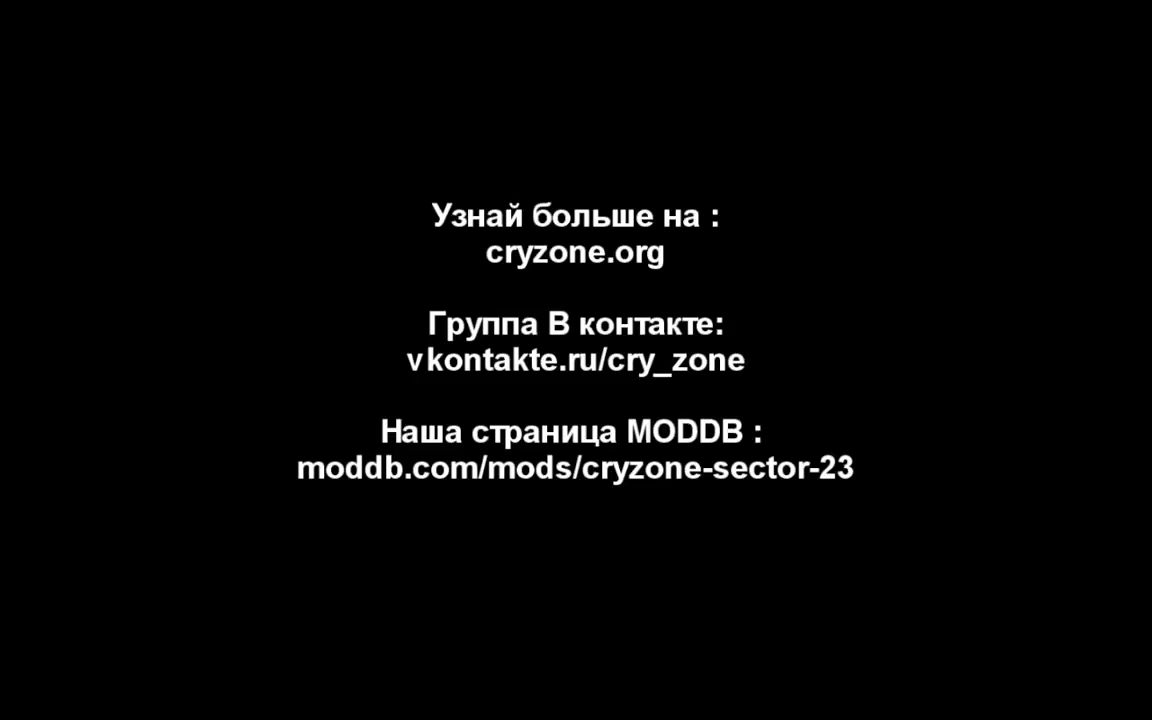 Узнай больше на :
cryzone.org
Группа В контакте:
vkontakte.ru/cry_zone
Наша страница MODDB :
moddb.com/mods/cryzone-sector-23